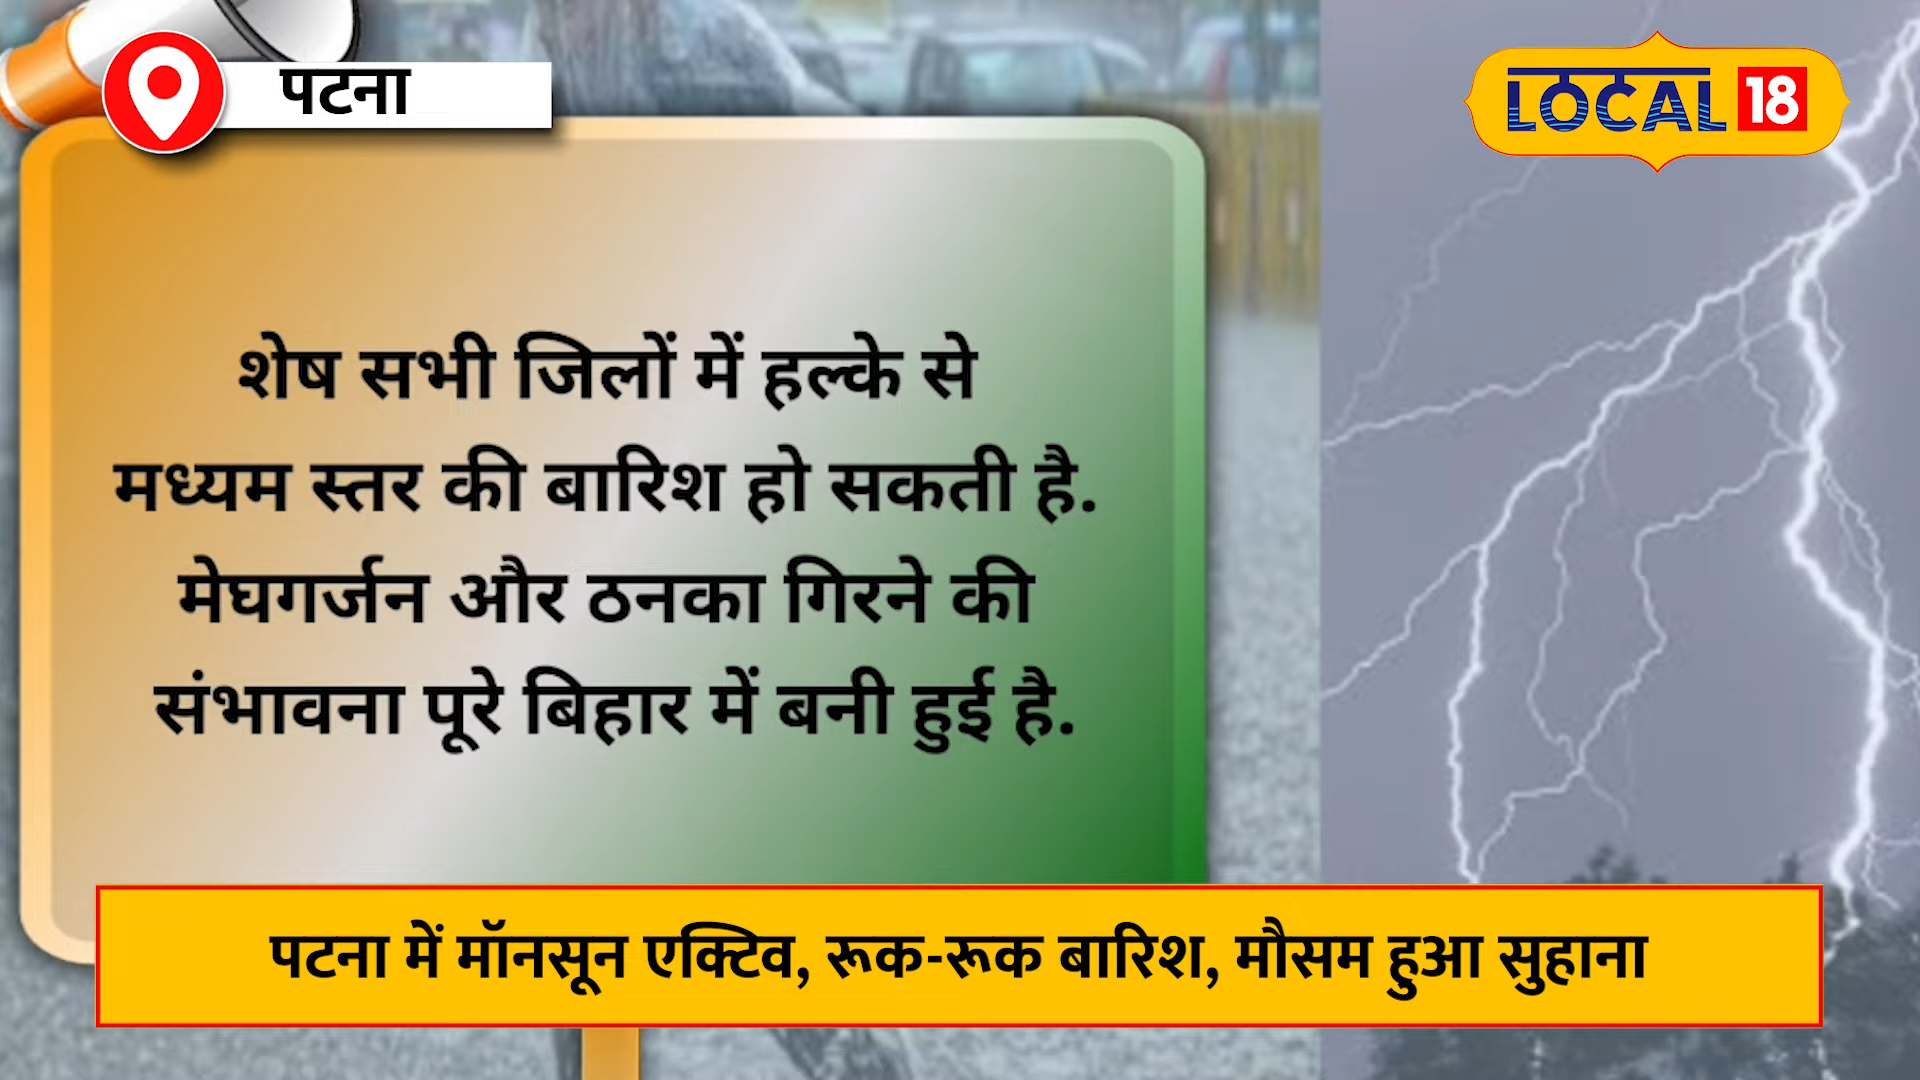 पटना
LOCAL 18
शेष सभी जिलों में हल्के से
मध्यम स्तर की बारिश हो सकती है.
मेघगर्जन और ठनका गिरने की
संभावना पूरे बिहार में बनी हुई है.
पटना में मॉनसून एक्टिव, रूक-रूक बारिश, मौसम हुआ सुहाना